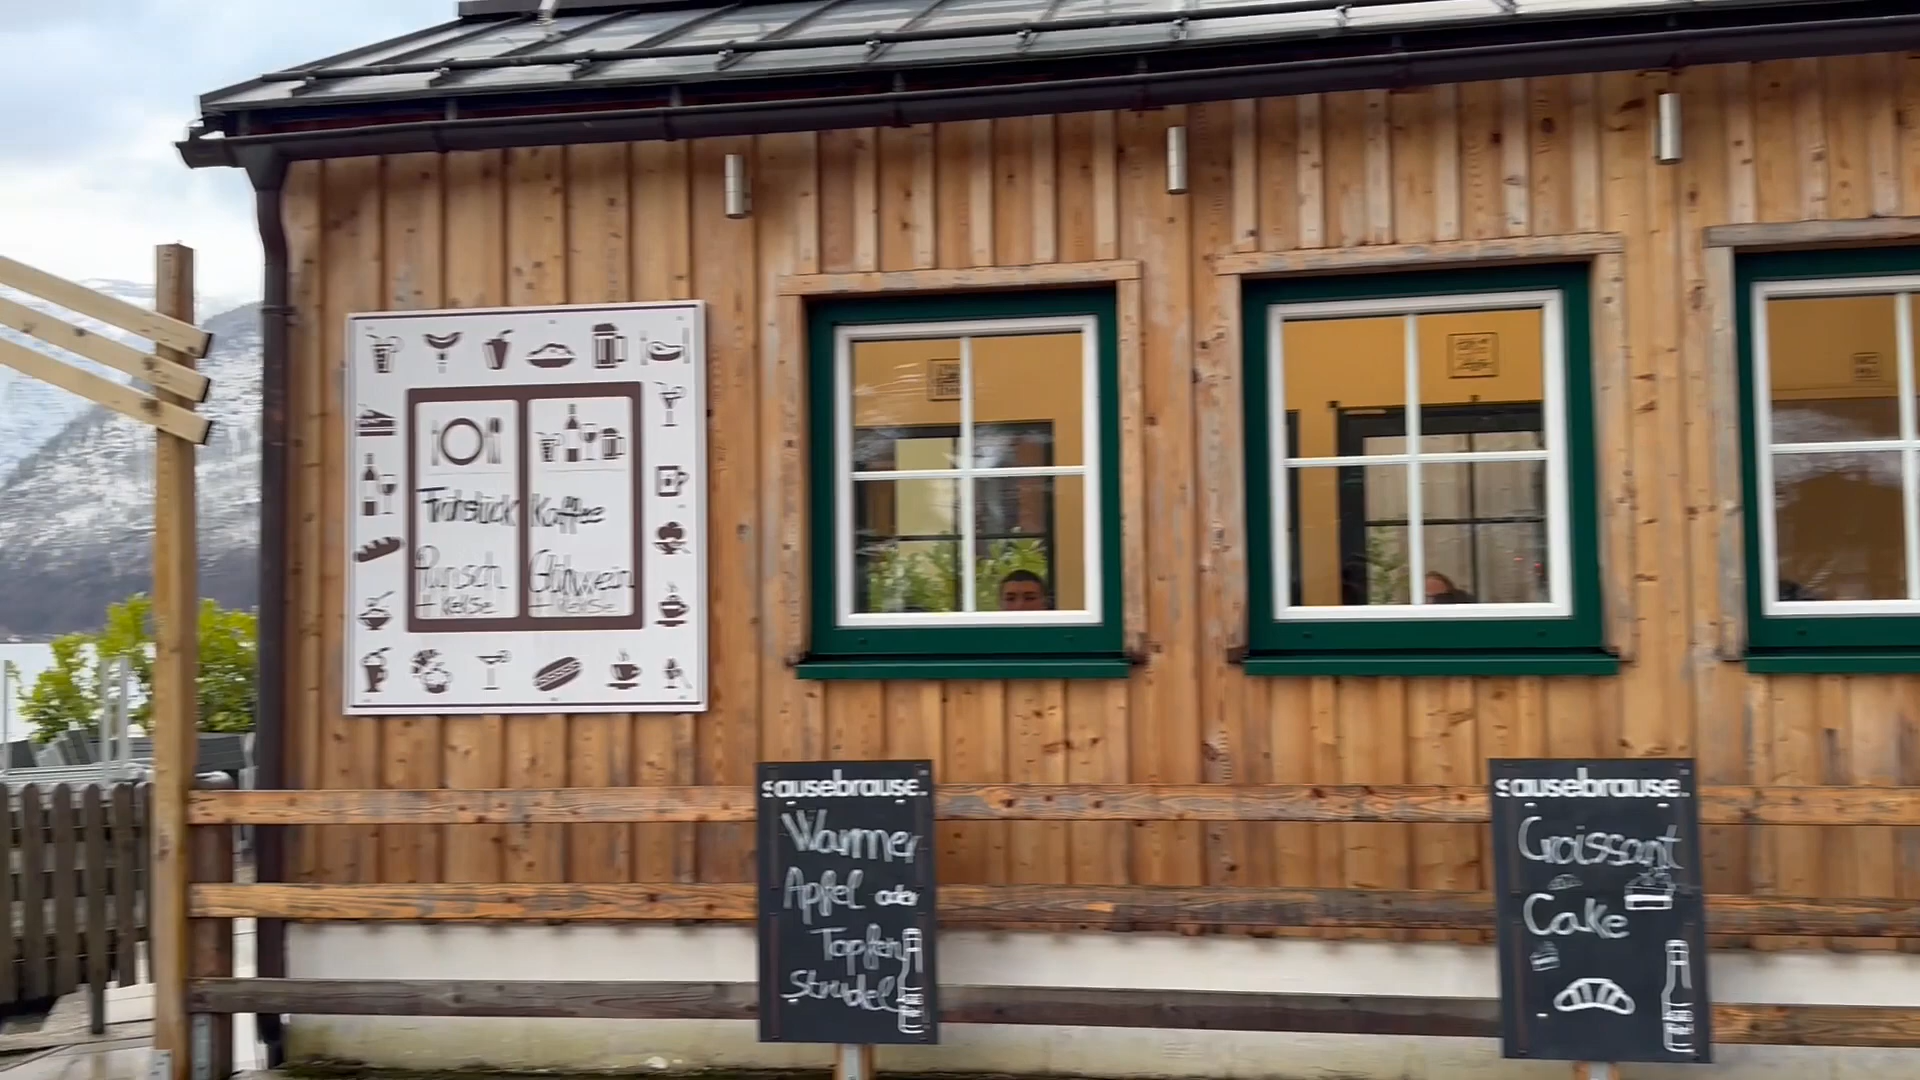 Frühstück
Kaffee
Punsch
+ Kekse
Glühwein
+ Kekse
sausebrause.
Warmer
Apfel oder
Topfen
Strudel
sausebrause.
Croissant
Cake